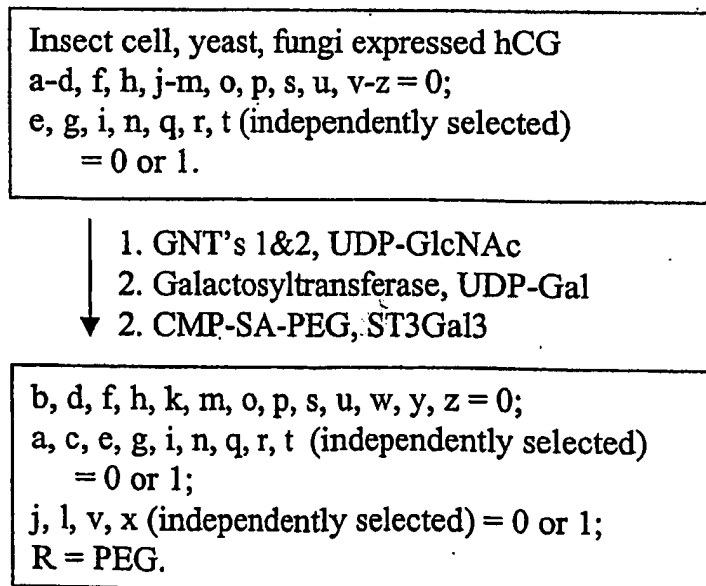 Insect cell, yeast, fungi expressed hCG
a-d, f, h, j-m, o, p, s, u, v-z = 0;
e, g, i, n, q, r, t (independently selected)
= 0 or 1.
1. GNT's 1&2, UDP-GlcNAc
2. Galactosyltransferase, UDP-Gal
2. CMP-SA-PEG, ST3Gal3
b, d, f, h, k, m, o, p, s, u, w, y, z = 0;
a, c, e, g, i, n, q, r, t (independently selected)
= 0 or 1;
j, l, v, x (independently selected) = 0 or 1;
R = PEG.